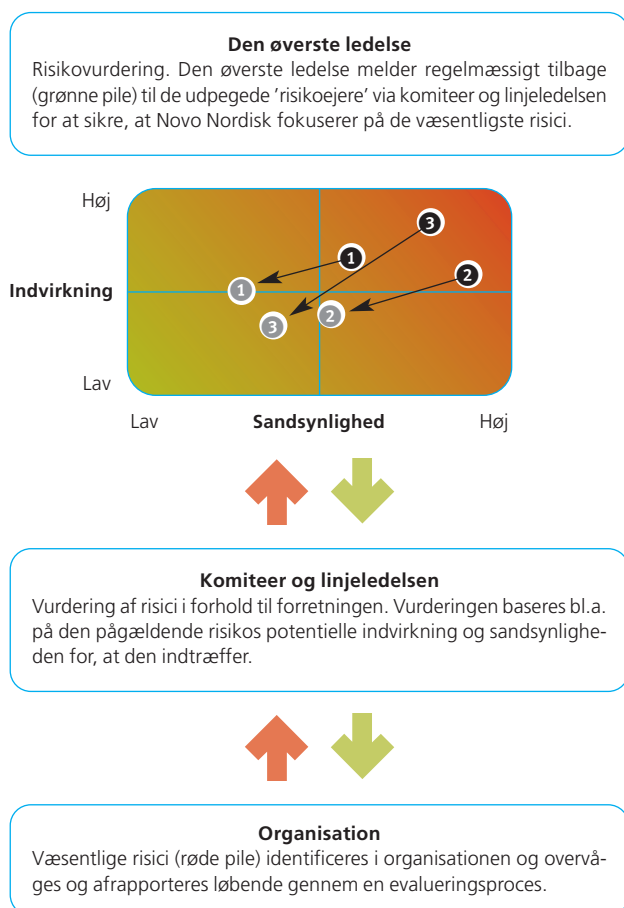 Den øverste ledelse
Risikovurdering. Den øverste ledelse melder regelmæssigt tilbage
(grønne pile) til de udpegede ’risikoejere’ via komiteer og linjeledelsen
for at sikre, at Novo Nordisk fokuserer på de væsentligste risici.
Høj
3
1
2
Indvirkning
1
3
2
Lav
Lav
Sandsynlighed
Høj
Komiteer og linjeledelsen
Vurdering af risici i forhold til forretningen. Vurderingen baseres bl.a.
på den pågældende risikos potentielle indvirkning og sandsynlighe-
den for, at den indtræffer.
Organisation
Væsentlige risici (røde pile) identificeres i organisationen og overvå-
ges og afrapporteres løbende gennem en evalueringsproces.